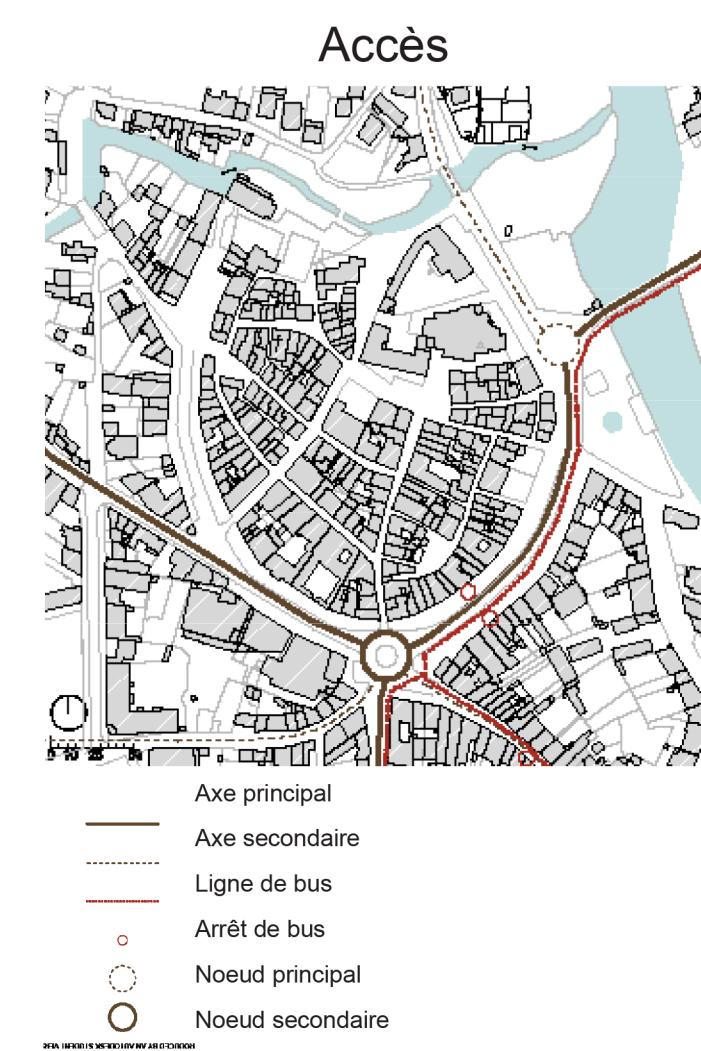 Accès
Axe principal
Axe secondaire
Ligne de bus
Arrêt de bus
Noeud principal
Noeud secondaire